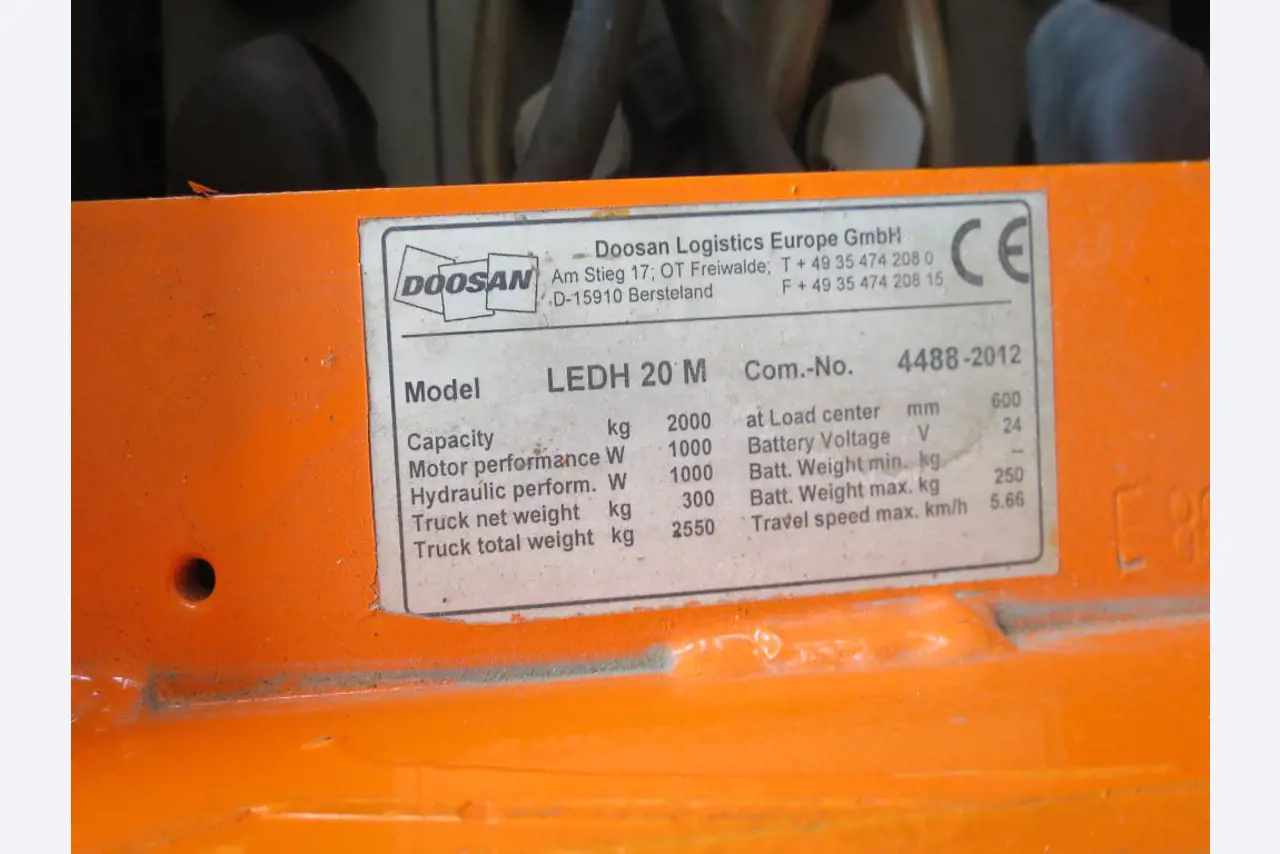 DOOSAN
Doosan Logistics Europe GmbH
Am Stieg 17; OT Freiwalde; T + 49 35 474 208 0
D-15910 Bersteland F + 49 35 474 208 15
CE
Model LEDH 20 M Com.-No. 4488-2012
Capacity kg 2000 at Load center mm 600
Motor performance W 1000 Battery Voltage V 24
Hydraulic perform. W 1000 Batt. Weight min. kg –
Truck net weight kg 300 Batt. Weight max. kg 250
Truck total weight kg 2550 Travel speed max. km/h 5.66